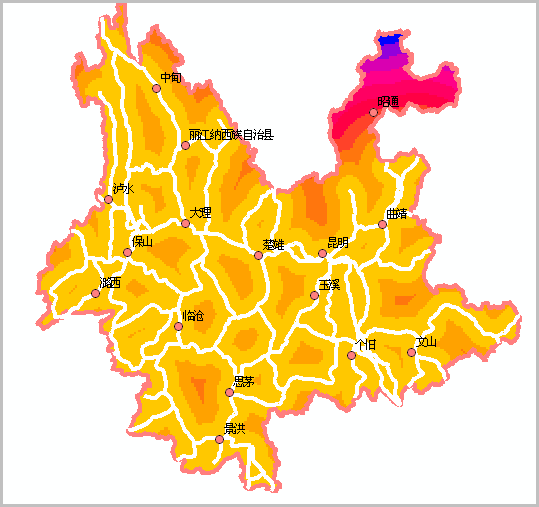 中甸
昭通
丽江纳西族自治县
泸水
大理
曲靖
保山
楚雄
昆明
潞西
玉溪
临沧
个旧
文山
思茅
景洪